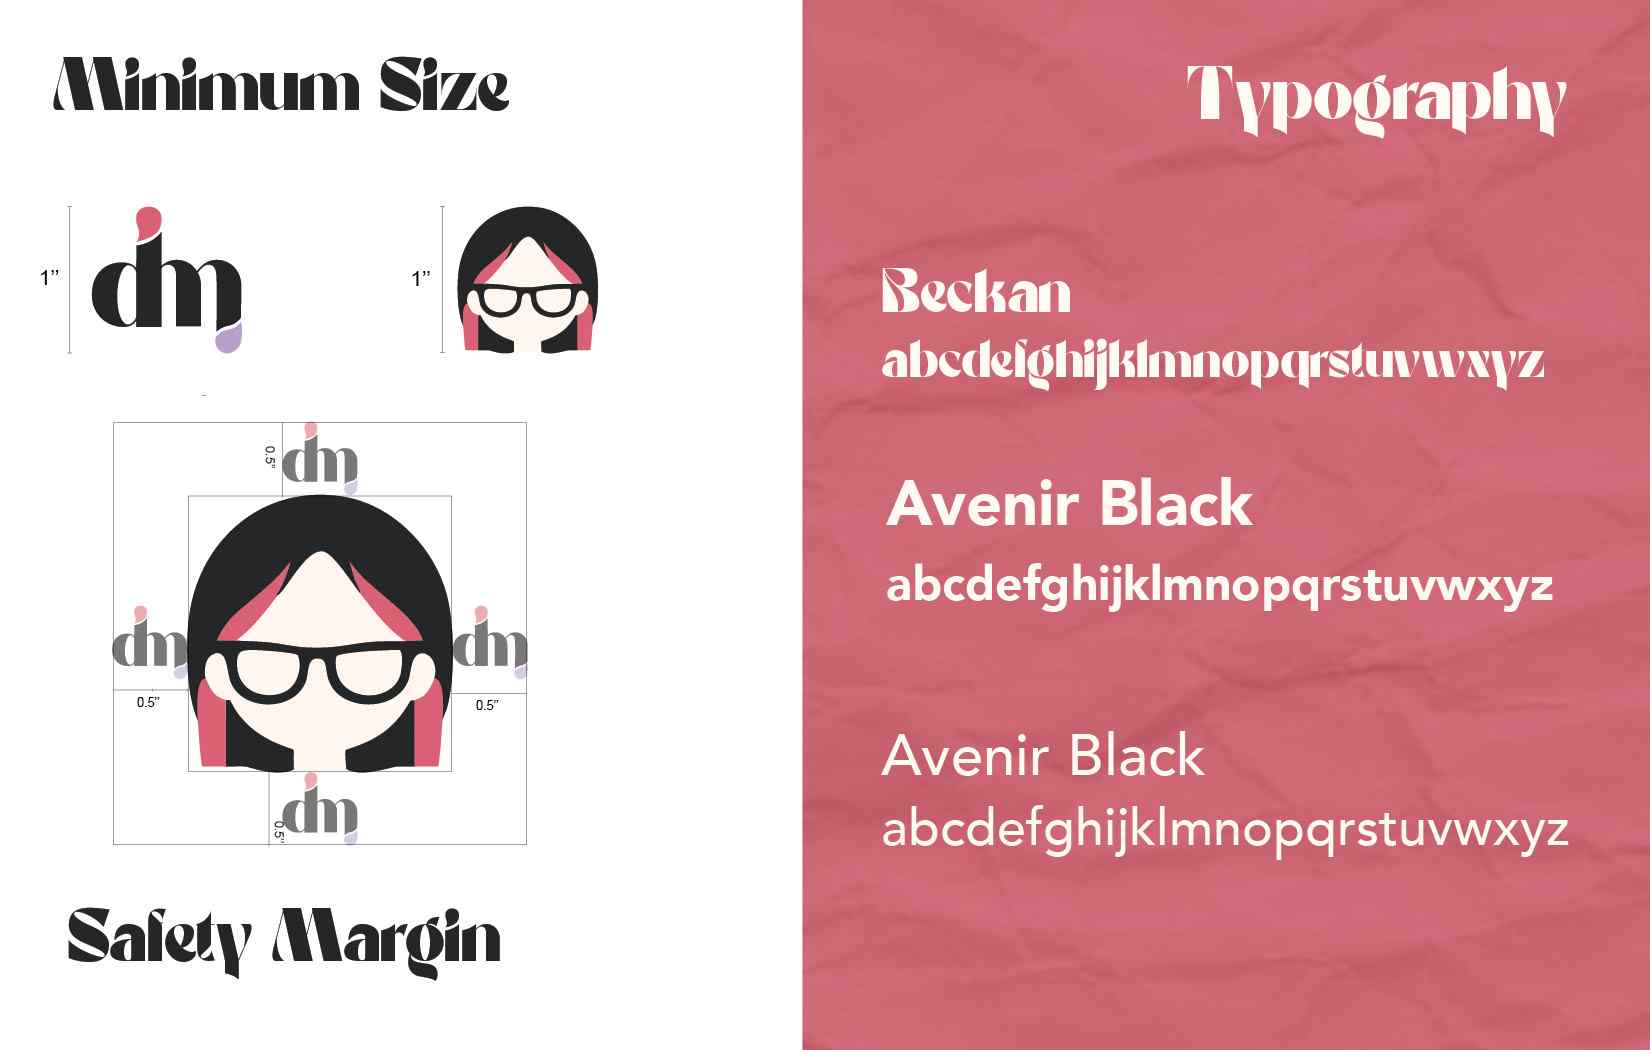 Minimum Size
1’’
dm
1’’
0.5’’
dm
dm
dm
0.5’’
0.5’’
dm
0.5’’
Safety Margin
Typography
Beckan
abcdefghijklmnopqrstuvwxyz
Avenir Black
abcdefghijklmnopqrstuvwxyz
Avenir Black
abcdefghijklmnopqrstuvwxyz